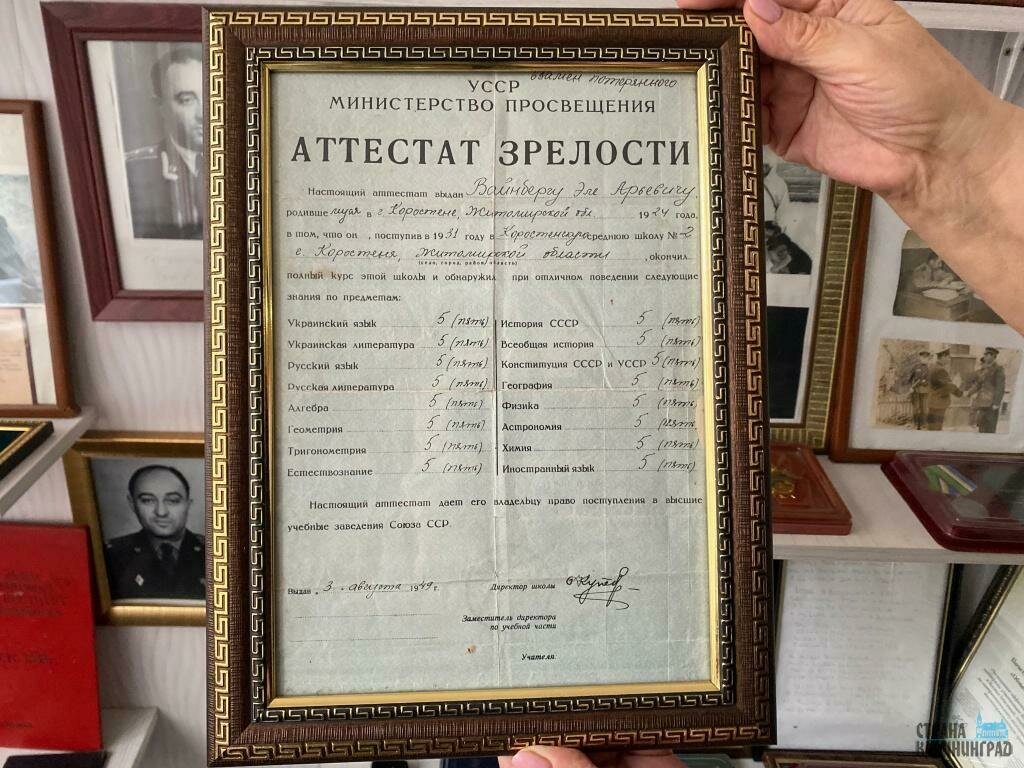 взамен потерянного
УССР
МИНИСТЕРСТВО ПРОСВЕЩЕНИЯ
АТТЕСТАТ ЗРЕЛОСТИ
Настоящий аттестат выдан Вайнбергу Эле Арьевичу,
родившемуся в г. Коростене, Житомирской обл. 1924 года,
в том, что он , поступив в 1931 году в Коростенскую среднюю школу № 2
г. Коростеня, Житомирской области , окончил
(село, город, район, область)
полный курс этой школы и обнаружил при отличном поведении следующие
знания по предметам:
Украинский язык 5 (пять)
Украинская литература 5 (пять)
Русский язык 5 (пять)
Русская литература 5 (пять)
Алгебра 5 (пять)
Геометрия 5 (пять)
Тригонометрия 5 (пять)
Естествознание 5 (пять)
История СССР 5 (пять)
Всеобщая история 5 (пять)
Конституция СССР и УССР 5 (пять)
География 5 (пять)
Физика 5 (пять)
Астрономия 5 (пять)
Химия 5 (пять)
Иностранный язык 5 (пять)
Настоящий аттестат дает его владельцу право поступления в высшие
учебные заведения Союза ССР.
Выдан „3„ августа 1949 г.
Директор школы
Заместитель директора
по учебной части
Учителя:
СТРАНА
КАЛИНИНГРАД